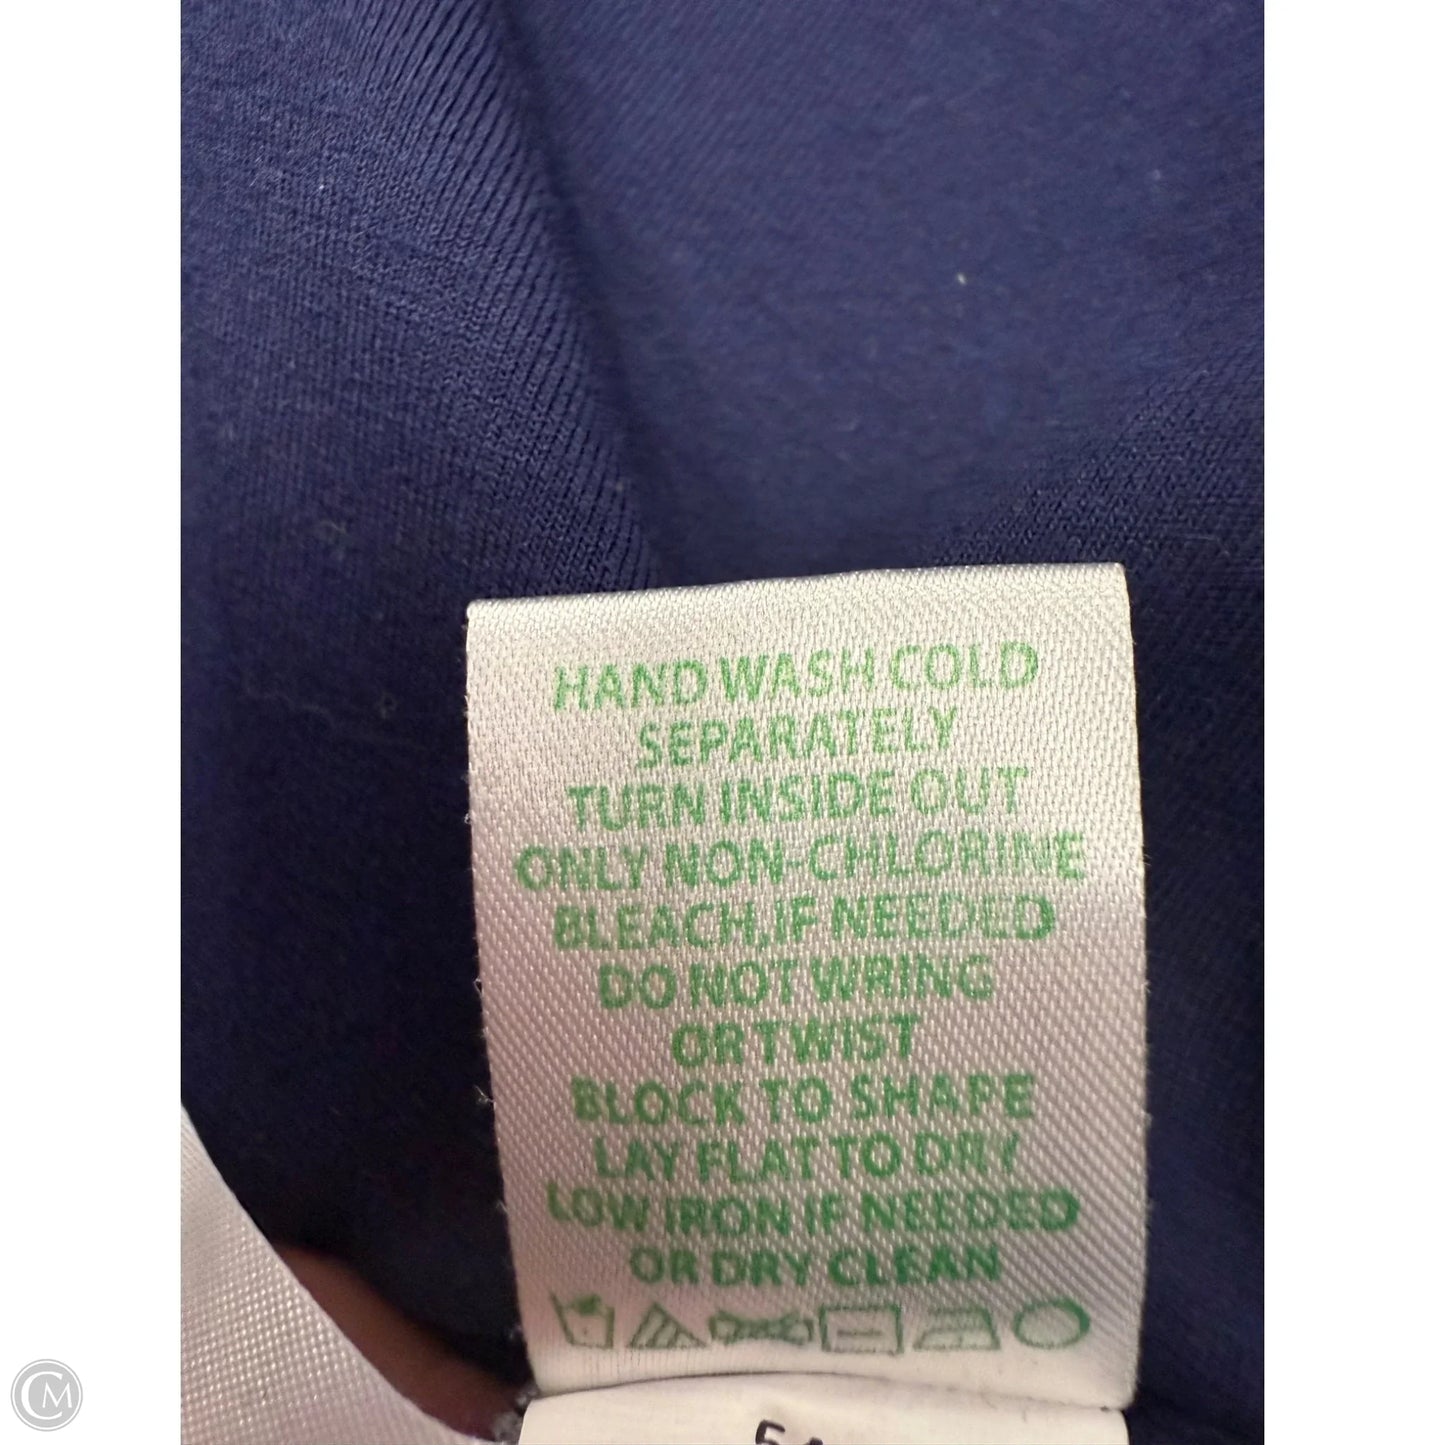 HAND WASH COLD
SEPARATELY
TURN INSIDE OUT
ONLY NON-CHLORINE
BLEACH, IF NEEDED
DO NOT WRING
OR TWIST
BLOCK TO SHAPE
LAY FLAT TO DRY
LOW IRON IF NEEDED
OR DRY CLEAN
CM